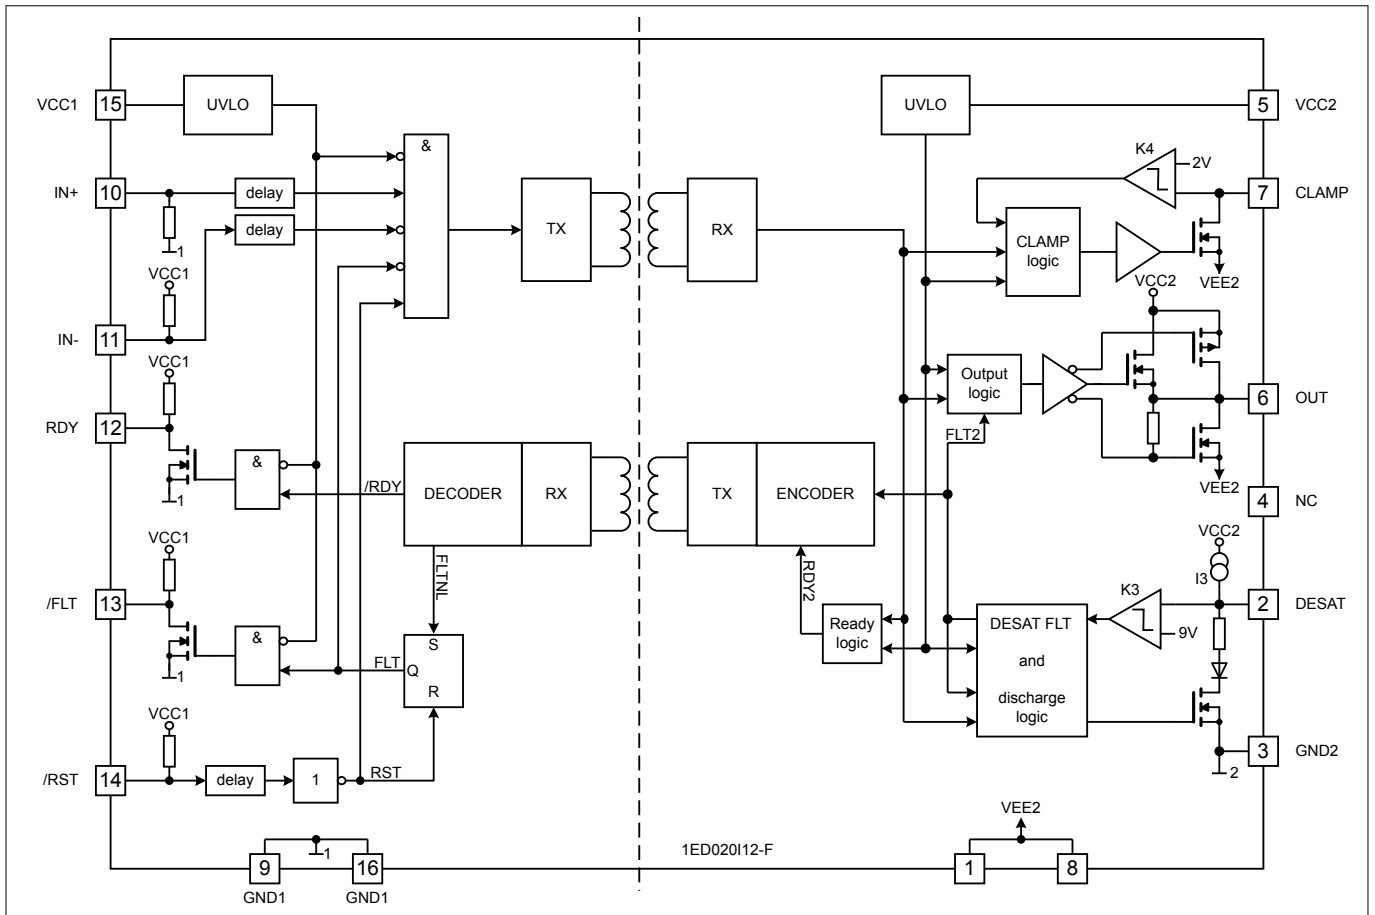 VCC1
15
UVLO
UVLO
5
VCC2
&
K4
2V
IN+
10
delay
7
CLAMP
delay
TX
RX
CLAMP
logic
1
VCC1
VEE2
VCC2
IN-
11
VCC1
Output
logic
6
OUT
RDY
12
FLT2
&
/RDY
DECODER
RX
TX
ENCODER
VEE2
1
4
NC
VCC1
VCC2
FLTNL
RDY2
I3
/FLT
13
K3
2
DESAT
9V
Ready
logic
DESAT FLT
and
discharge
logic
&
S
FLT
Q
R
1
VCC1
3
GND2
2
/RST
14
delay
1
RST
VEE2
1
1ED020I12-F
9
16
1
8
GND1
GND1